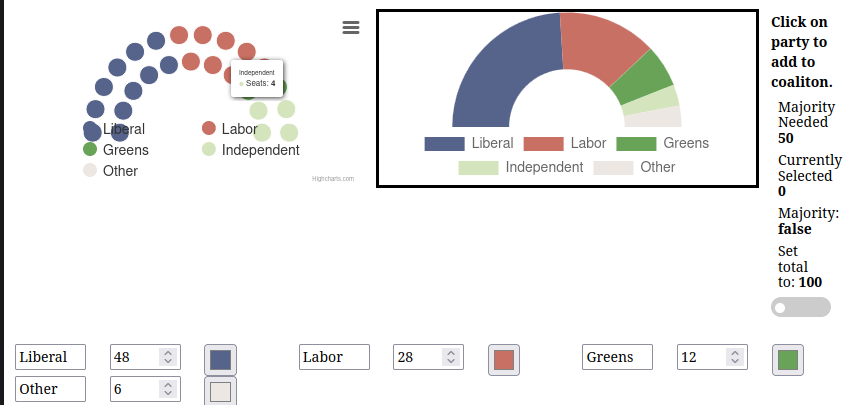 Independent
Seats: 4
Liberal
Labor
Greens
Independent
Other
Highcharts.com
Liberal
Labor
Greens
Independent
Other
Click on
party to
add to
coaliton.
Majority
Needed
50
Currently
Selected
0
Majority:
false
Set
total
to: 100
Liberal 48 Labor 28 Greens 12
Other 6